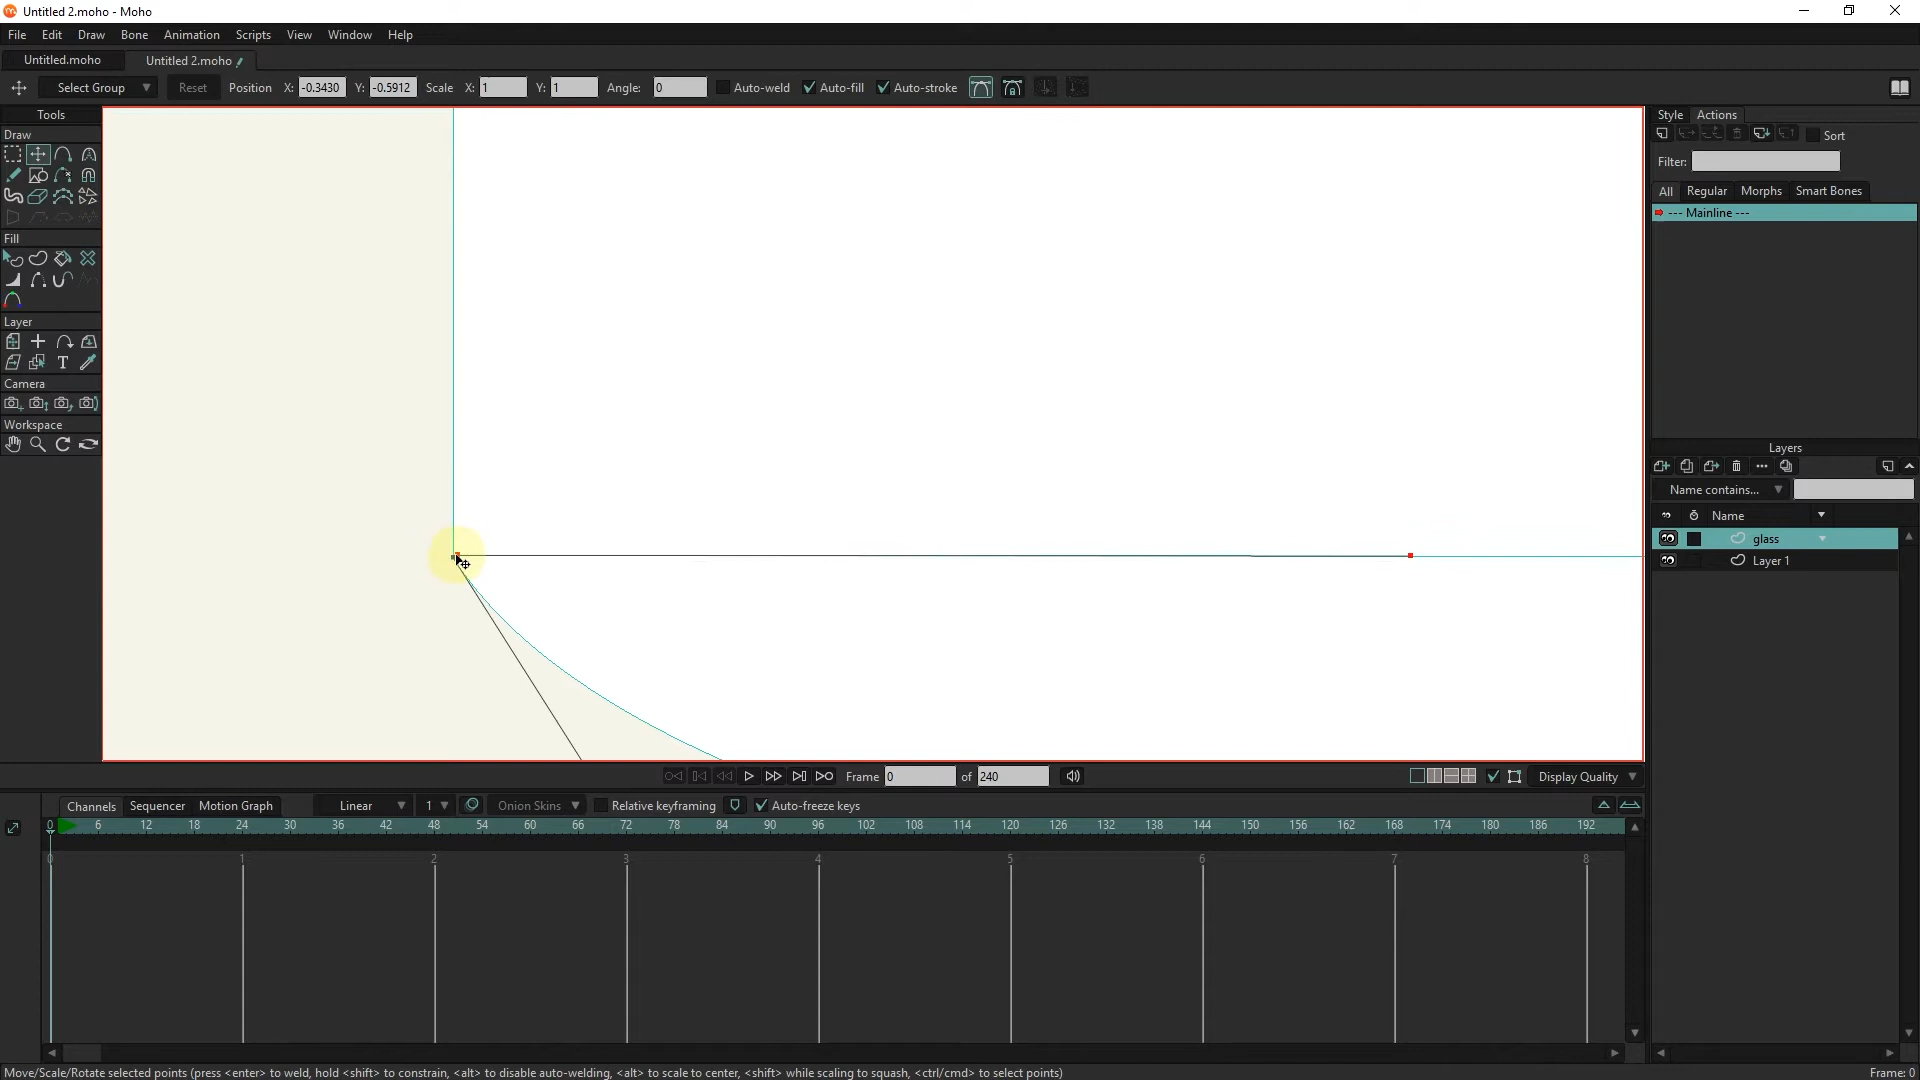 Untitled 2.moho - Moho
File Edit Draw Bone Animation Scripts View Window Help
Untitled.moho Untitled 2.moho
Select Group Reset Position X: -0.3430 Y: -0.5912 Scale X: 1 Y: 1 Angle: 0 Auto-weld Auto-fill Auto-stroke
Tools
Draw
Fill
Layer
Camera
Workspace
Style Actions
Sort
Filter:
All Regular Morphs Smart Bones
--- Mainline ---
Layers
Name contains...
Name
glass
Layer 1
Frame 0 of 240 Display Quality
Channels Sequencer Motion Graph Linear 1 Onion Skins Relative keyframing Auto-freeze keys
0 6 12 18 24 30 36 42 48 54 60 66 72 78 84 90 96 102 108 114 120 126 132 138 144 150 156 162 168 174 180 186 192
0 1 2 3 4 5 6 7 8
Move/Scale/Rotate selected points (press <enter> to weld, hold <shift> to constrain, <alt> to disable auto-welding, <alt> to scale to center, <shift> while scaling to squash, <ctrl/cmd> to select points) Frame: 0